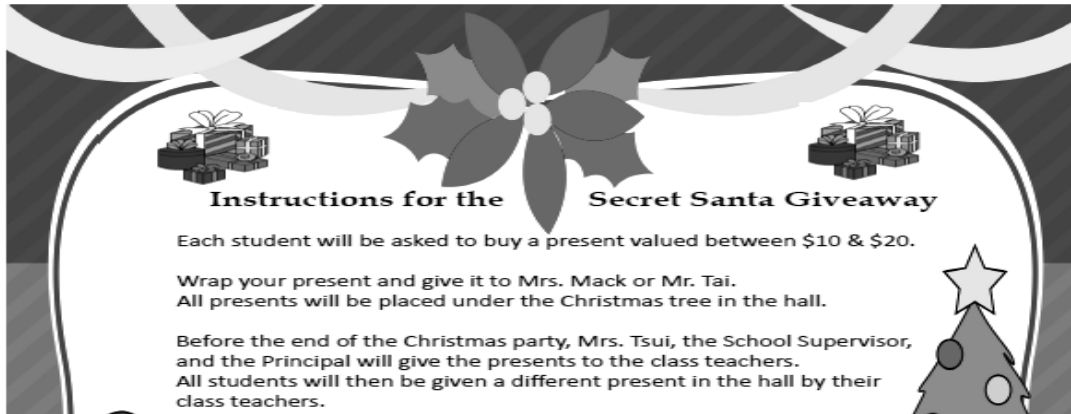 Instructions for the Secret Santa Giveaway
Each student will be asked to buy a present valued between $10 & $20.
Wrap your present and give it to Mrs. Mack or Mr. Tai.
All presents will be placed under the Christmas tree in the hall.
Before the end of the Christmas party, Mrs. Tsui, the School Supervisor,
and the Principal will give the presents to the class teachers.
All students will then be given a different present in the hall by their
class teachers.